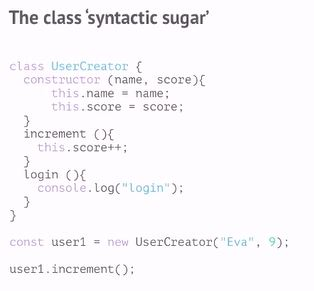 The class ‘syntactic sugar’
class UserCreator {
  constructor (name, score){
      this.name = name;
      this.score = score;
  }
  increment (){
    this.score++;
  }
  login (){
    console.log("login");
  }
}
const user1 = new UserCreator("Eva", 9);
user1.increment();